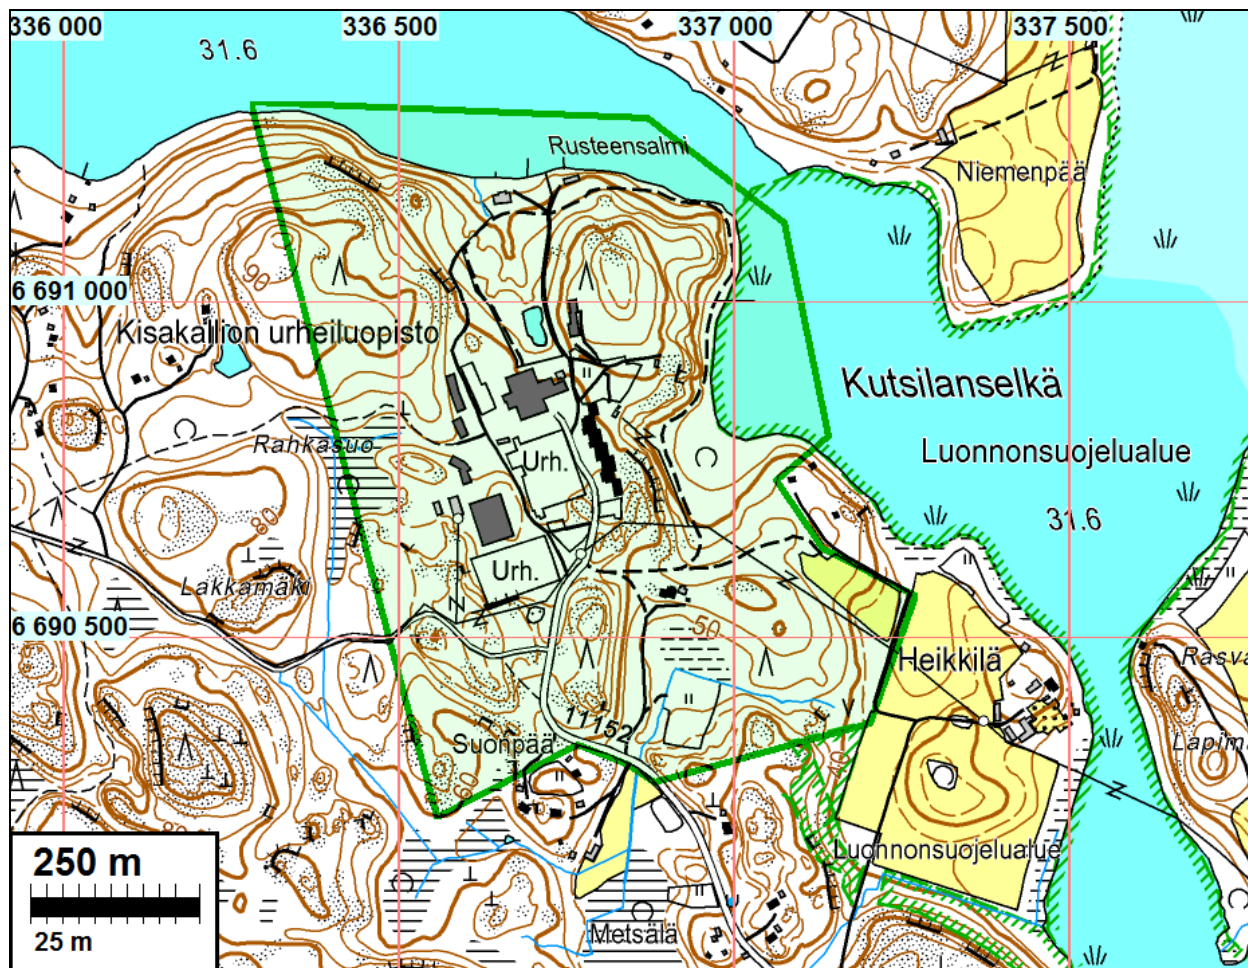 336 000
336 500
337 000
337 500
31.6
Rusteensalmi
Niemenpää
90
6 691 000
Kisakallion urheiluopisto
Kutsilanselkä
Rahkasuo
Luonnonsuojelualue
Urh.
80
31.6
Lakkamäki
Urh.
6 690 500
50
Heikkilä
11152
Suonpää
40
60
250 m
Luonnonsuojelualue
25 m
Metsälä